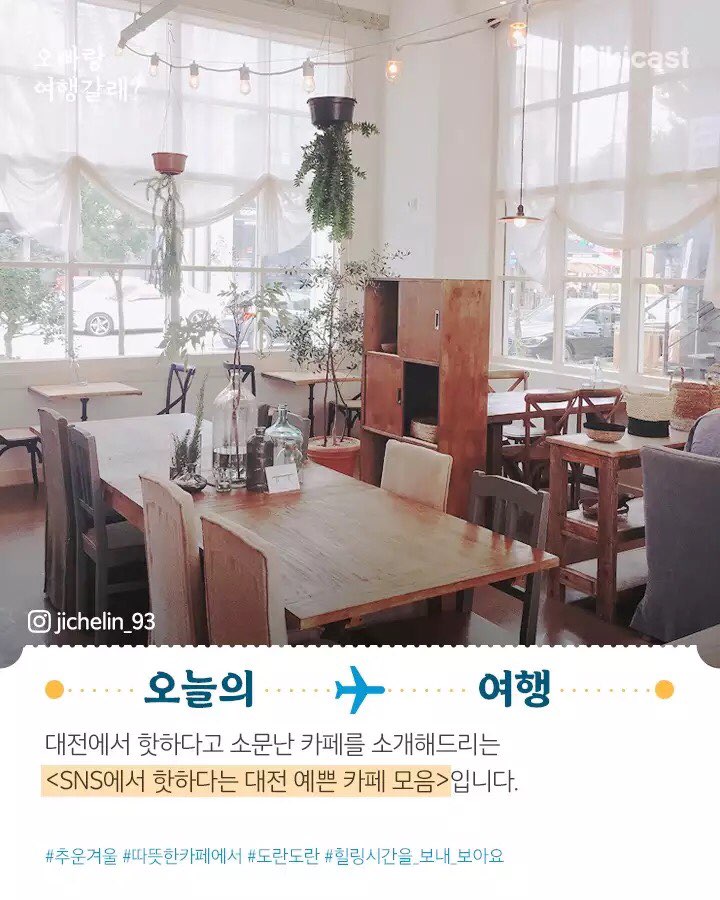 오빠랑
여행갈래?
Pikicast
jichelin_93
오늘의 여행
대전에서 핫하다고 소문난 카페를 소개해드리는
<SNS에서 핫하다는 대전 예쁜 카페 모음>입니다.
#추운겨울 #따뜻한카페에서 #도란도란 #힐링시간을_보내_보아요